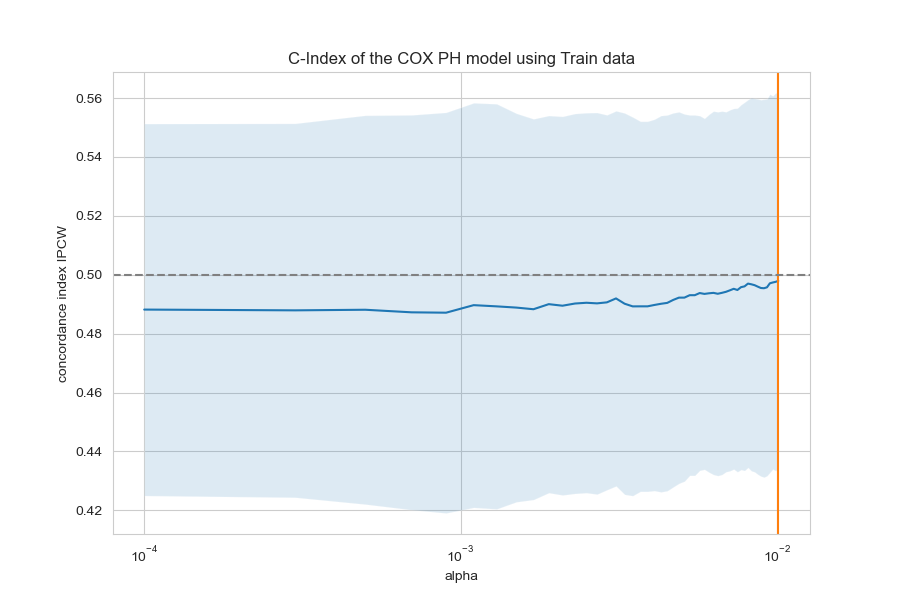 C-Index of the COX PH model using Train data
concordance index IPCW
0.56
0.54
0.52
0.50
0.48
0.46
0.44
0.42
10⁻⁴ 10⁻³ 10⁻²
alpha